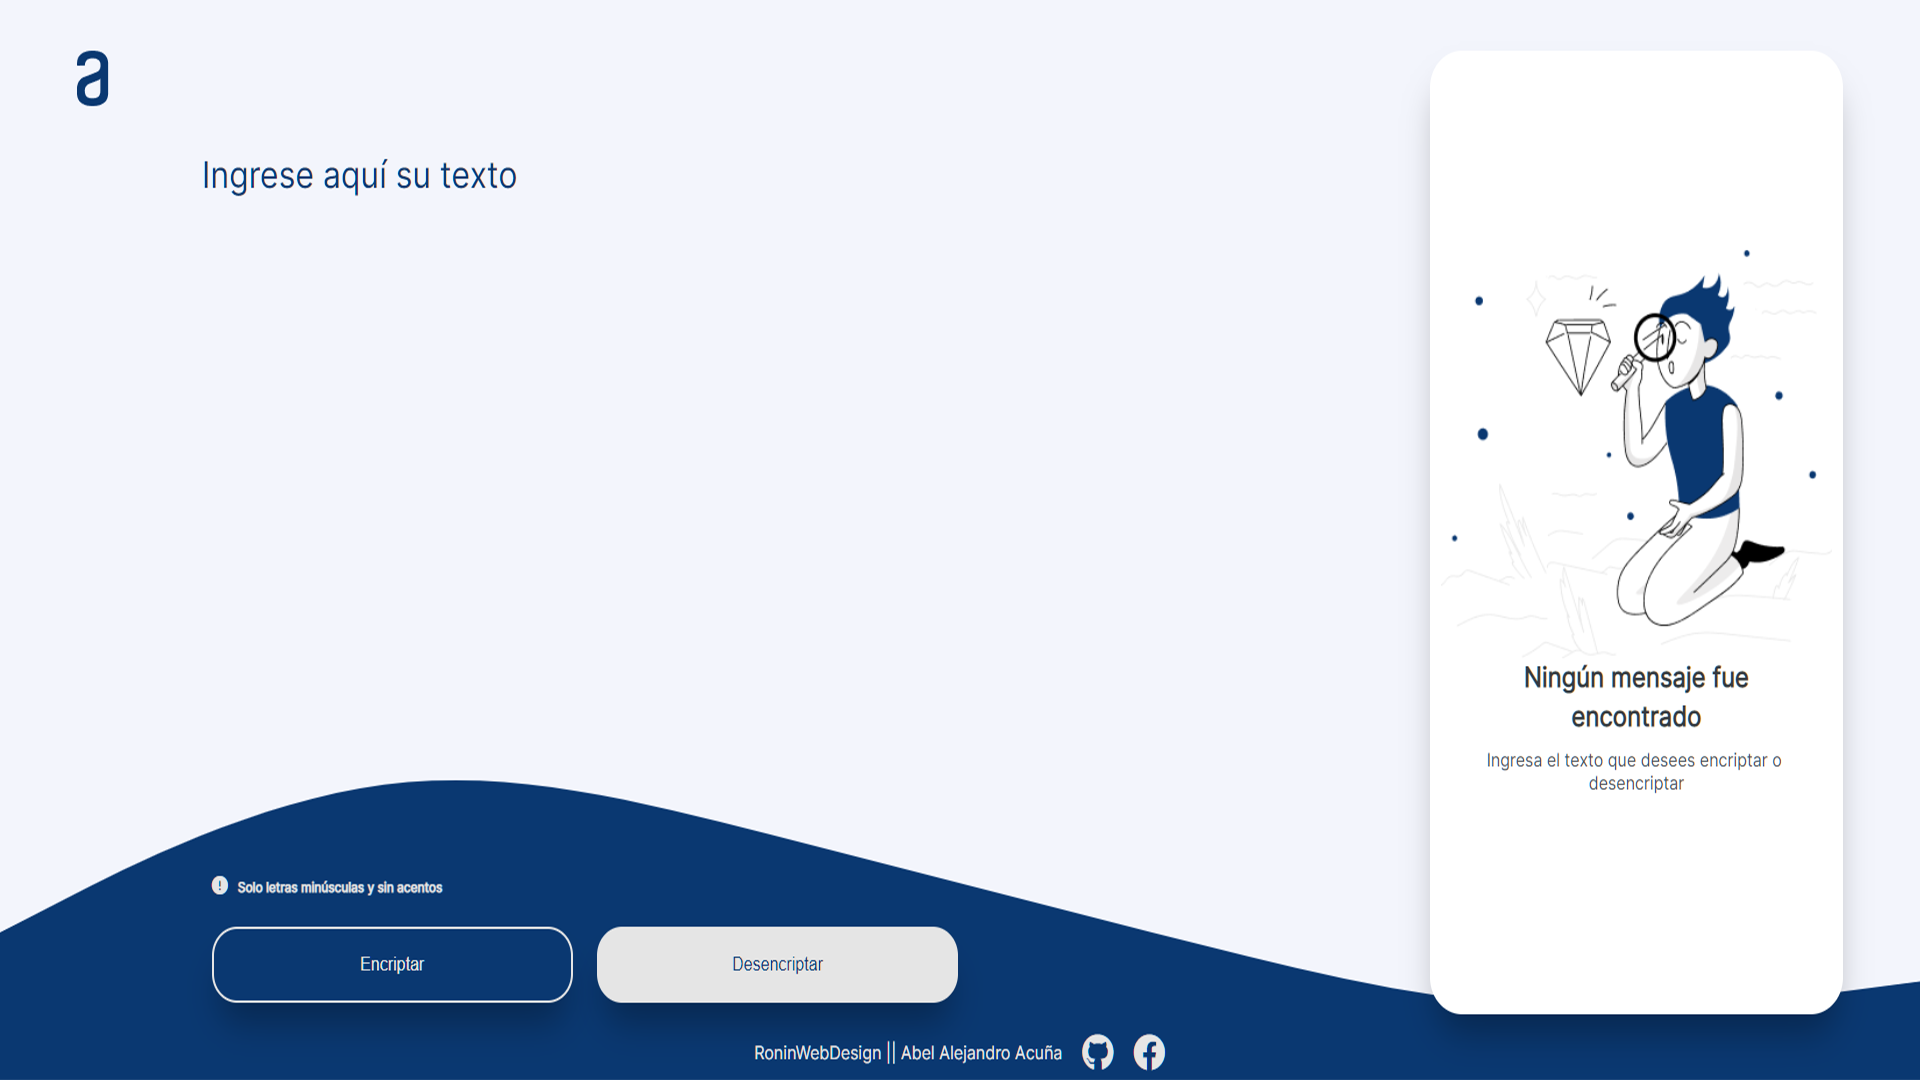 a
Ingrese aquí su texto
Ningún mensaje fue
encontrado
Ingresa el texto que desees encriptar o
desencriptar
Solo letras minúsculas y sin acentos
Encriptar
Desencriptar
RoninWebDesign || Abel Alejandro Acuña